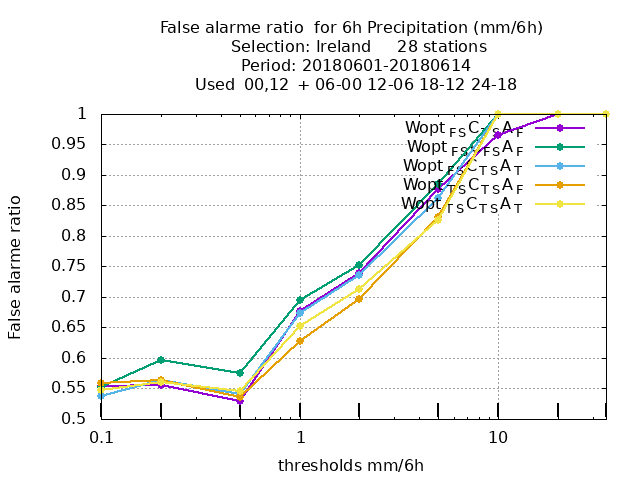 False alarme ratio  for 6h Precipitation (mm/6h)
Selection: Ireland     28 stations
Period: 20180601-20180614
Used  00,12  + 06-00 12-06 18-12 24-18
False alarme ratio
1
0.95
0.9
0.85
0.8
0.75
0.7
0.65
0.6
0.55
0.5
Wopt FS C TS A F
Wopt FS C FS A F
Wopt FS C TS A T
Wopt TS C TS A F
Wopt TS C TS A T
0.1 1 10
thresholds mm/6h